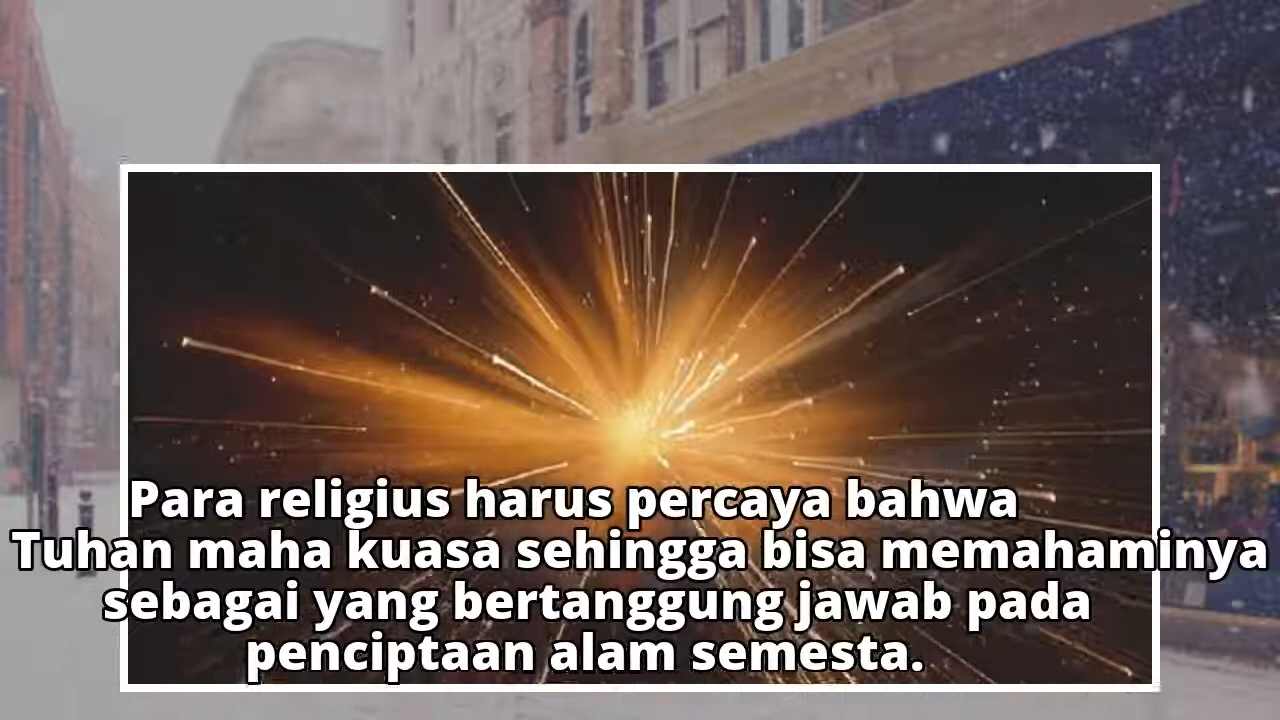 Para religius harus percaya bahwa
Tuhan maha kuasa sehingga bisa memahaminya
sebagai yang bertanggung jawab pada
penciptaan alam semesta.